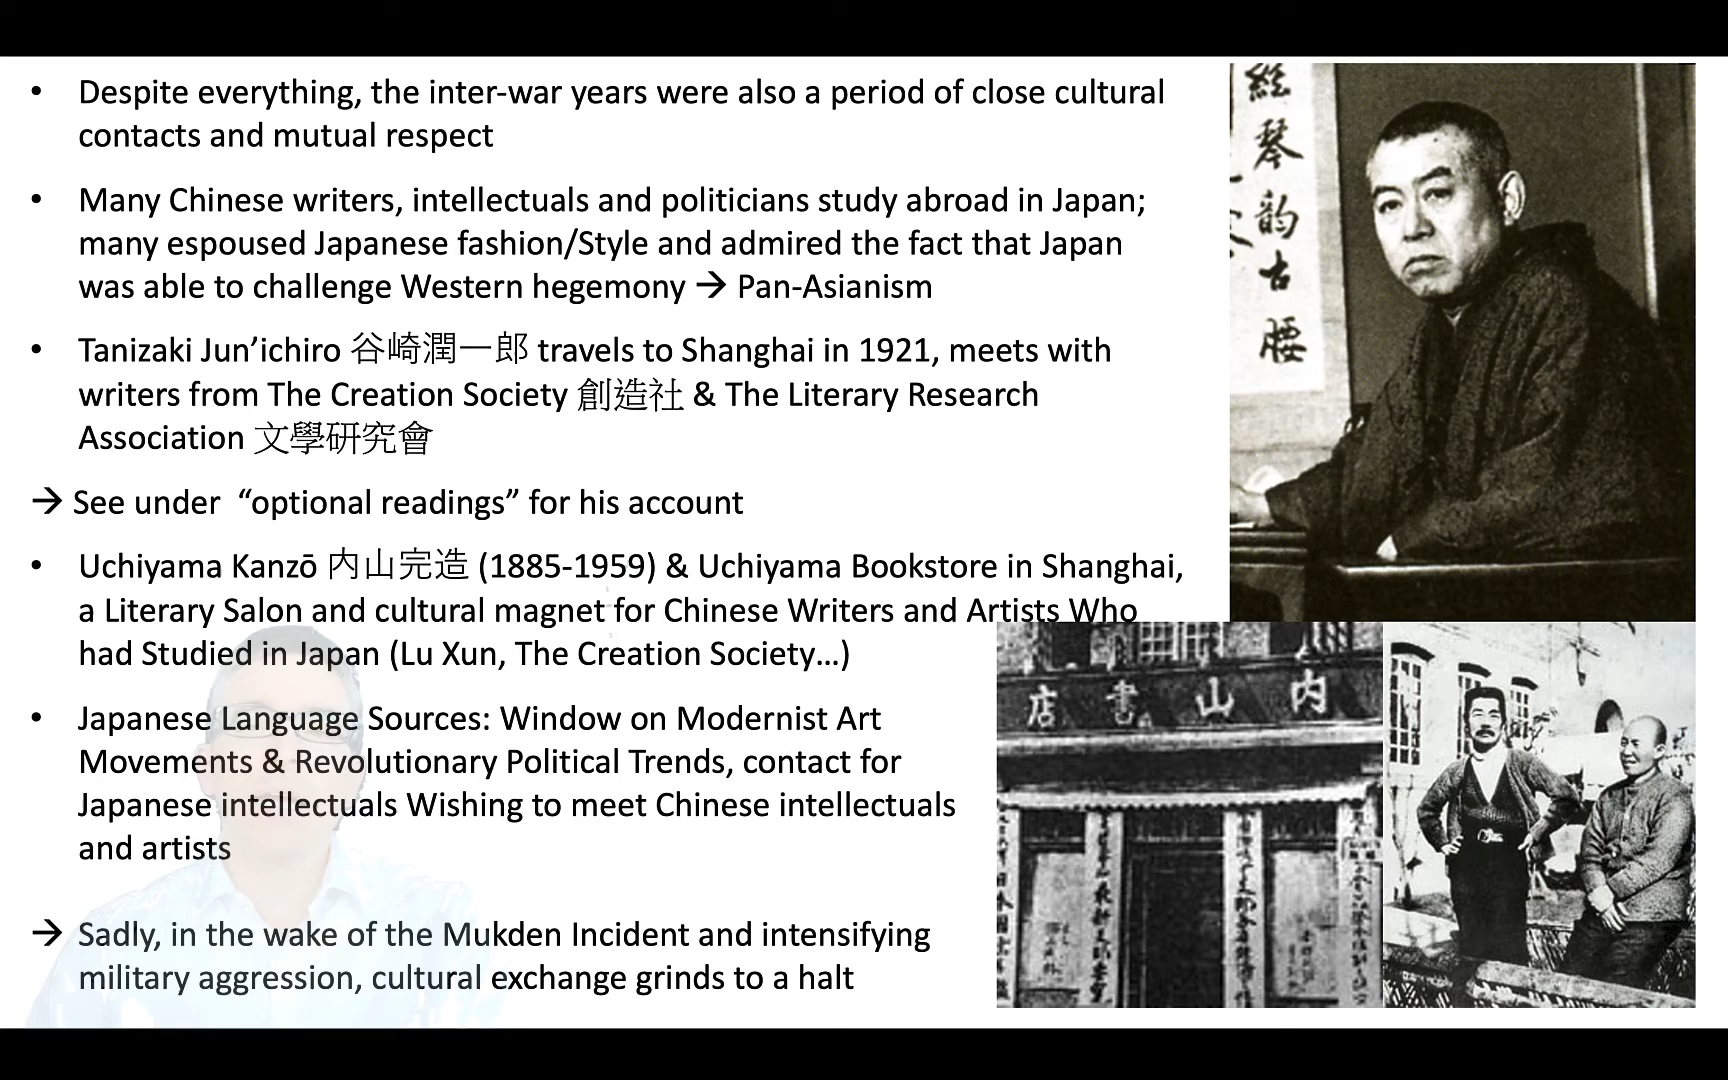 • Despite everything, the inter-war years were also a period of close cultural
contacts and mutual respect
• Many Chinese writers, intellectuals and politicians study abroad in Japan;
many espoused Japanese fashion/Style and admired the fact that Japan
was able to challenge Western hegemony → Pan-Asianism
• Tanizaki Jun’ichiro 谷崎潤一郎 travels to Shanghai in 1921, meets with
writers from The Creation Society 創造社 & The Literary Research
Association 文學研究會
→ See under “optional readings” for his account
• Uchiyama Kanzō 内山完造 (1885-1959) & Uchiyama Bookstore in Shanghai,
a Literary Salon and cultural magnet for Chinese Writers and Artists Who
had Studied in Japan (Lu Xun, The Creation Society…)
• Japanese Language Sources: Window on Modernist Art
Movements & Revolutionary Political Trends, contact for
Japanese intellectuals Wishing to meet Chinese intellectuals
and artists
→ Sadly, in the wake of the Mukden Incident and intensifying
military aggression, cultural exchange grinds to a halt
琴韵古腰
店書山内